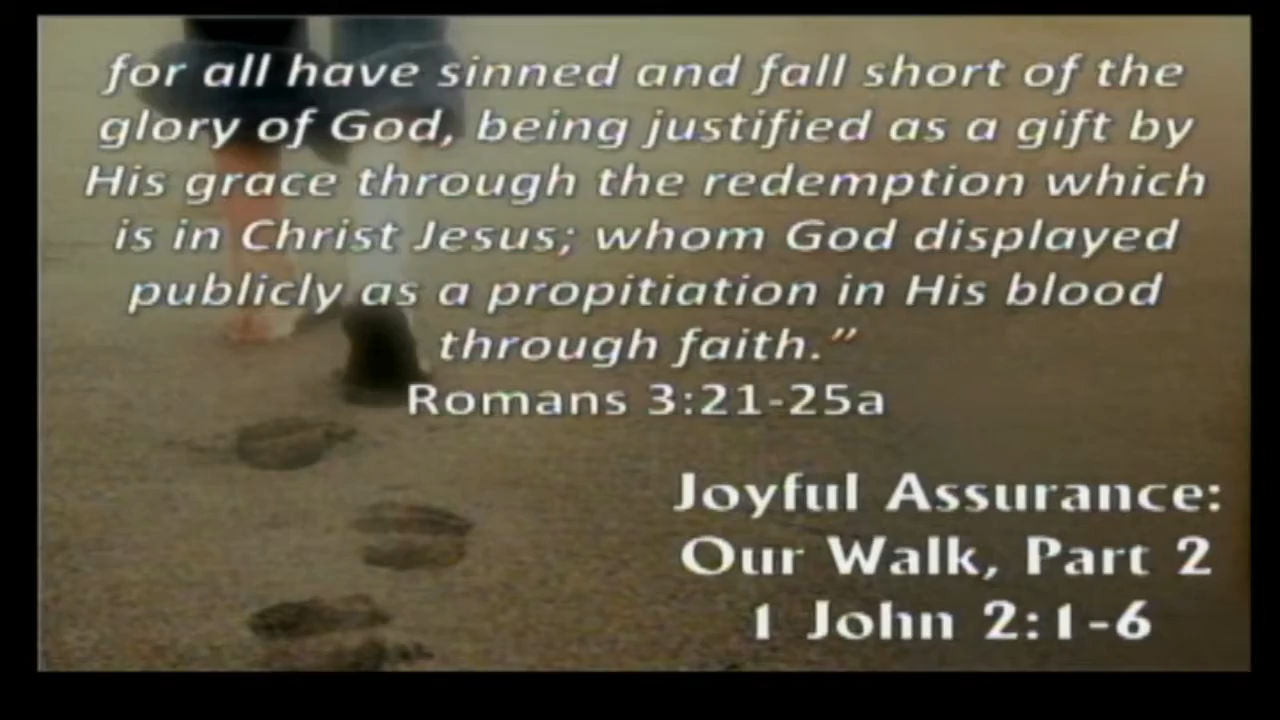 for all have sinned and fall short of the
glory of God, being justified as a gift by
His grace through the redemption which
is in Christ Jesus; whom God displayed
publicly as a propitiation in His blood
through faith.”
Romans 3:21-25a
Joyful Assurance:
Our Walk, Part 2
1 John 2:1-6